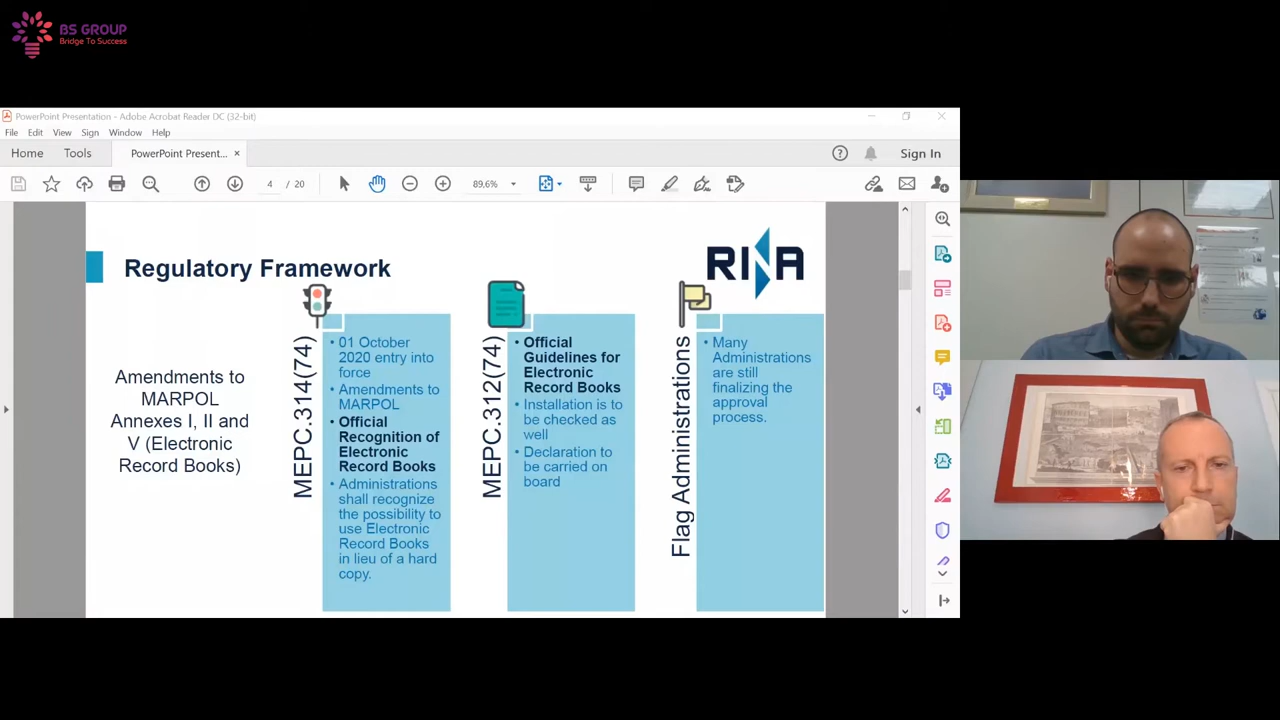 BS GROUP
Bridge To Success
PowerPoint Presentation - Adobe Acrobat Reader DC (32-bit)
File Edit View Sign Window Help
Home Tools PowerPoint Present... × Sign In
4 / 20 89,6%
Regulatory Framework
RINA
Amendments to
MARPOL
Annexes I, II and
V (Electronic
Record Books)
MEPC.314(74)
• 01 October
2020 entry into
force
• Amendments to
MARPOL
• Official
Recognition of
Electronic
Record Books
• Administrations
shall recognize
the possibility to
use Electronic
Record Books
in lieu of a hard
copy.
MEPC.312(74)
• Official
Guidelines for
Electronic
Record Books
• Installation is to
be checked as
well
• Declaration to
be carried on
board
Flag Administrations
• Many
Administrations
are still
finalizing the
approval
process.